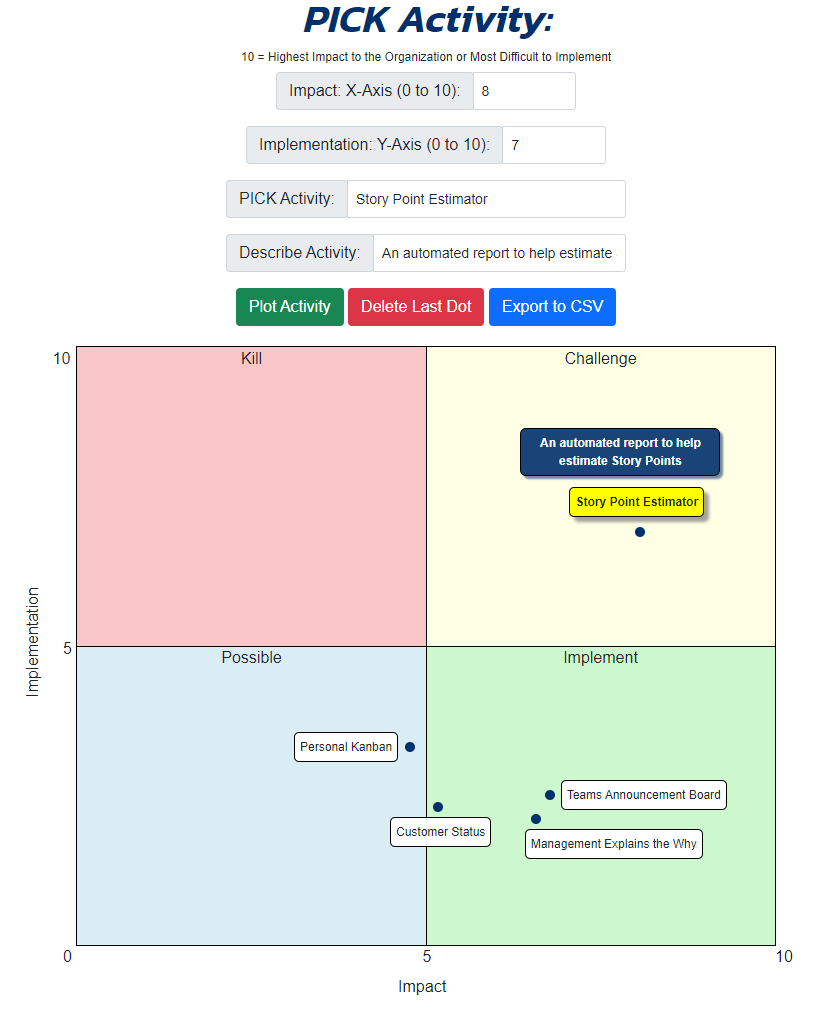 PICK Activity:
10 = Highest Impact to the Organization or Most Difficult to Implement
Impact: X-Axis (0 to 10): 8
Implementation: Y-Axis (0 to 10): 7
PICK Activity: Story Point Estimator
Describe Activity: An automated report to help estimate
Plot Activity Delete Last Dot Export to CSV
10 Kill Challenge
An automated report to help
estimate Story Points
Story Point Estimator
Implementation
5 Possible Implement
Personal Kanban
Teams Announcement Board
Customer Status
Management Explains the Why
0 5 10
Impact